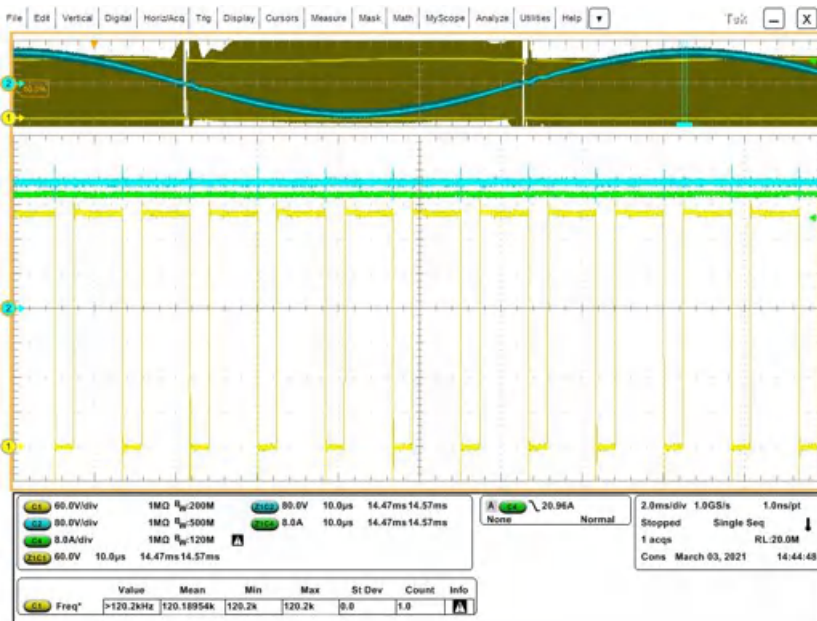 File Edit Vertical Digital Horiz/Acq Trig Display Cursors Measure Mask Math MyScope Analyze Utilities Help Tek X
2
1
2
1
C1 60.0V/div 1MΩ BW:200M
C2 80.0V/div 1MΩ BW:500M
C4 8.0A/div 1MΩ BW:120M
Z1C1 60.0V 10.0µs 14.47ms 14.57ms
Z1C2 80.0V 10.0µs 14.47ms 14.57ms
Z1C4 8.0A 10.0µs 14.47ms 14.57ms
A C4 20.96A
None Normal
2.0ms/div 1.0GS/s 1.0ns/pt
Stopped Single Seq
1 acqs RL:20.0M
Cons March 03, 2021 14:44:48
Value Mean Min Max St Dev Count Info
C1 Freq* >120.2kHz 120.18954k 120.2k 120.2k 0.0 1.0